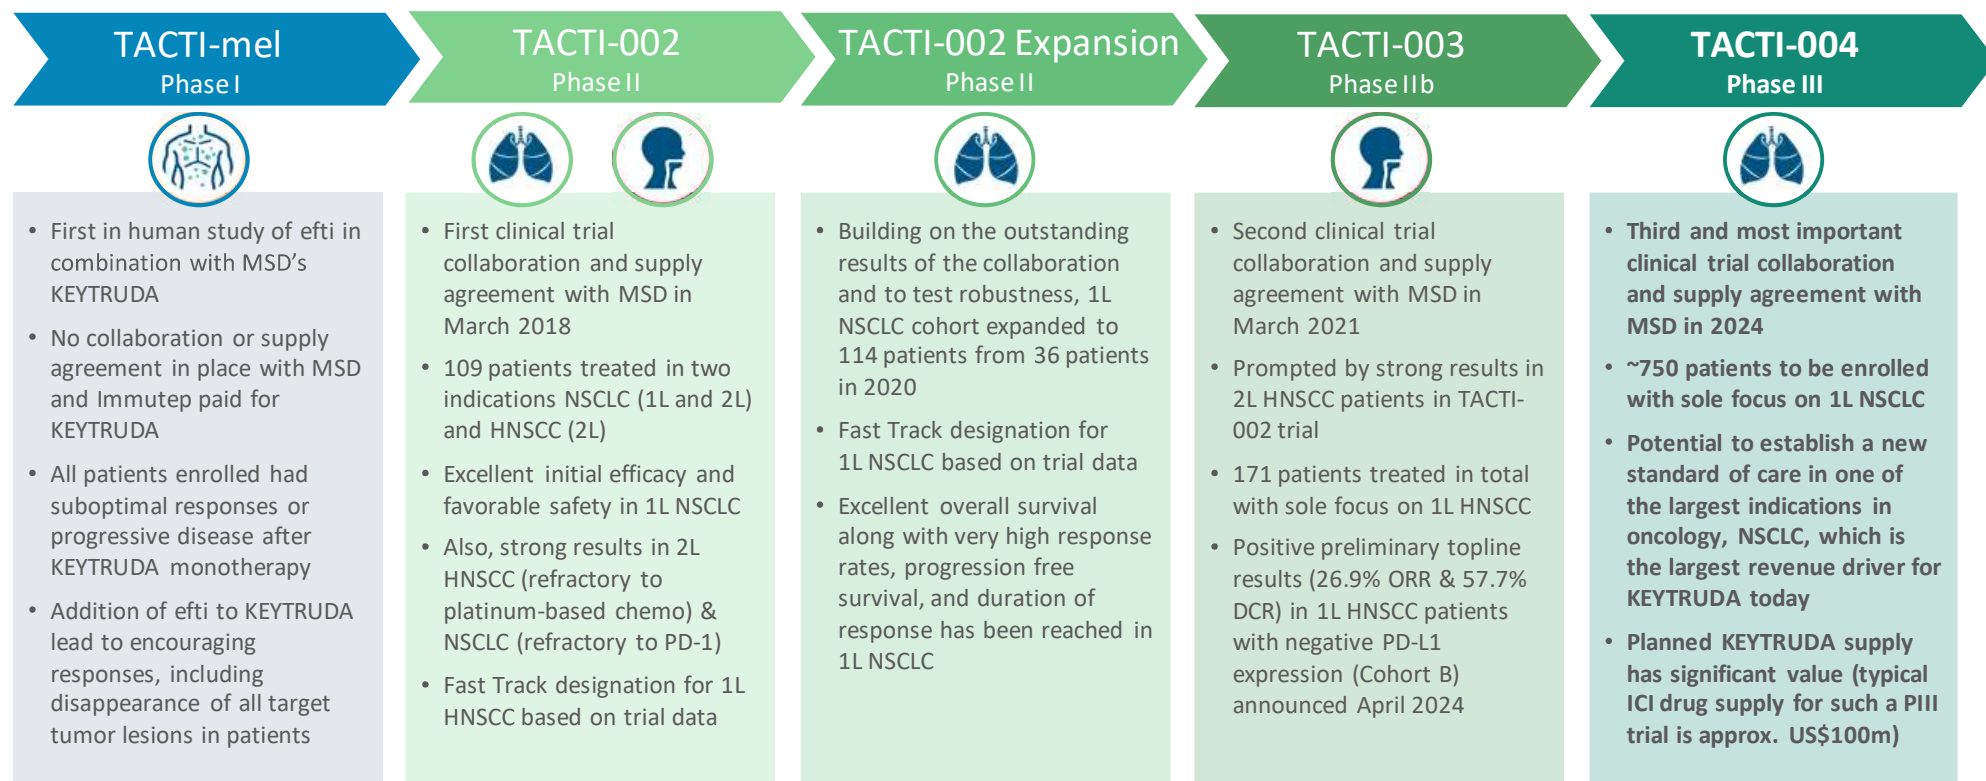 TACTI-mel
Phase I
• First in human study of efti in
combination with MSD's
KEYTRUDA
• No collaboration or supply
agreement in place with MSD
and Immutep paid for
KEYTRUDA
• All patients enrolled had
suboptimal responses or
progressive disease after
KEYTRUDA monotherapy
• Addition of efti to KEYTRUDA
lead to encouraging
responses, including
disappearance of all target
tumor lesions in patients
TACTI-002
Phase II
• First clinical trial
collaboration and supply
agreement with MSD in
March 2018
• 109 patients treated in two
indications NSCLC (1L and 2L)
and HNSCC (2L)
• Excellent initial efficacy and
favorable safety in 1L NSCLC
• Also, strong results in 2L
HNSCC (refractory to
platinum-based chemo) &
NSCLC (refractory to PD-1)
• Fast Track designation for 1L
HNSCC based on trial data
TACTI-002 Expansion
Phase II
• Building on the outstanding
results of the collaboration
and to test robustness, 1L
NSCLC cohort expanded to
114 patients from 36 patients
in 2020
• Fast Track designation for
1L NSCLC based on trial data
• Excellent overall survival
along with very high response
rates, progression free
survival, and duration of
response has been reached in
1L NSCLC
TACTI-003
Phase IIb
• Second clinical trial
collaboration and supply
agreement with MSD in
March 2021
• Prompted by strong results in
2L HNSCC patients in TACTI-
002 trial
• 171 patients treated in total
with sole focus on 1L HNSCC
• Positive preliminary topline
results (26.9% ORR & 57.7%
DCR) in 1L HNSCC patients
with negative PD-L1
expression (Cohort B)
announced April 2024
TACTI-004
Phase III
• Third and most important
clinical trial collaboration
and supply agreement with
MSD in 2024
• ~750 patients to be enrolled
with sole focus on 1L NSCLC
• Potential to establish a new
standard of care in one of
the largest indications in
oncology, NSCLC, which is
the largest revenue driver for
KEYTRUDA today
• Planned KEYTRUDA supply
has significant value (typical
ICI drug supply for such a PIII
trial is approx. US$100m)